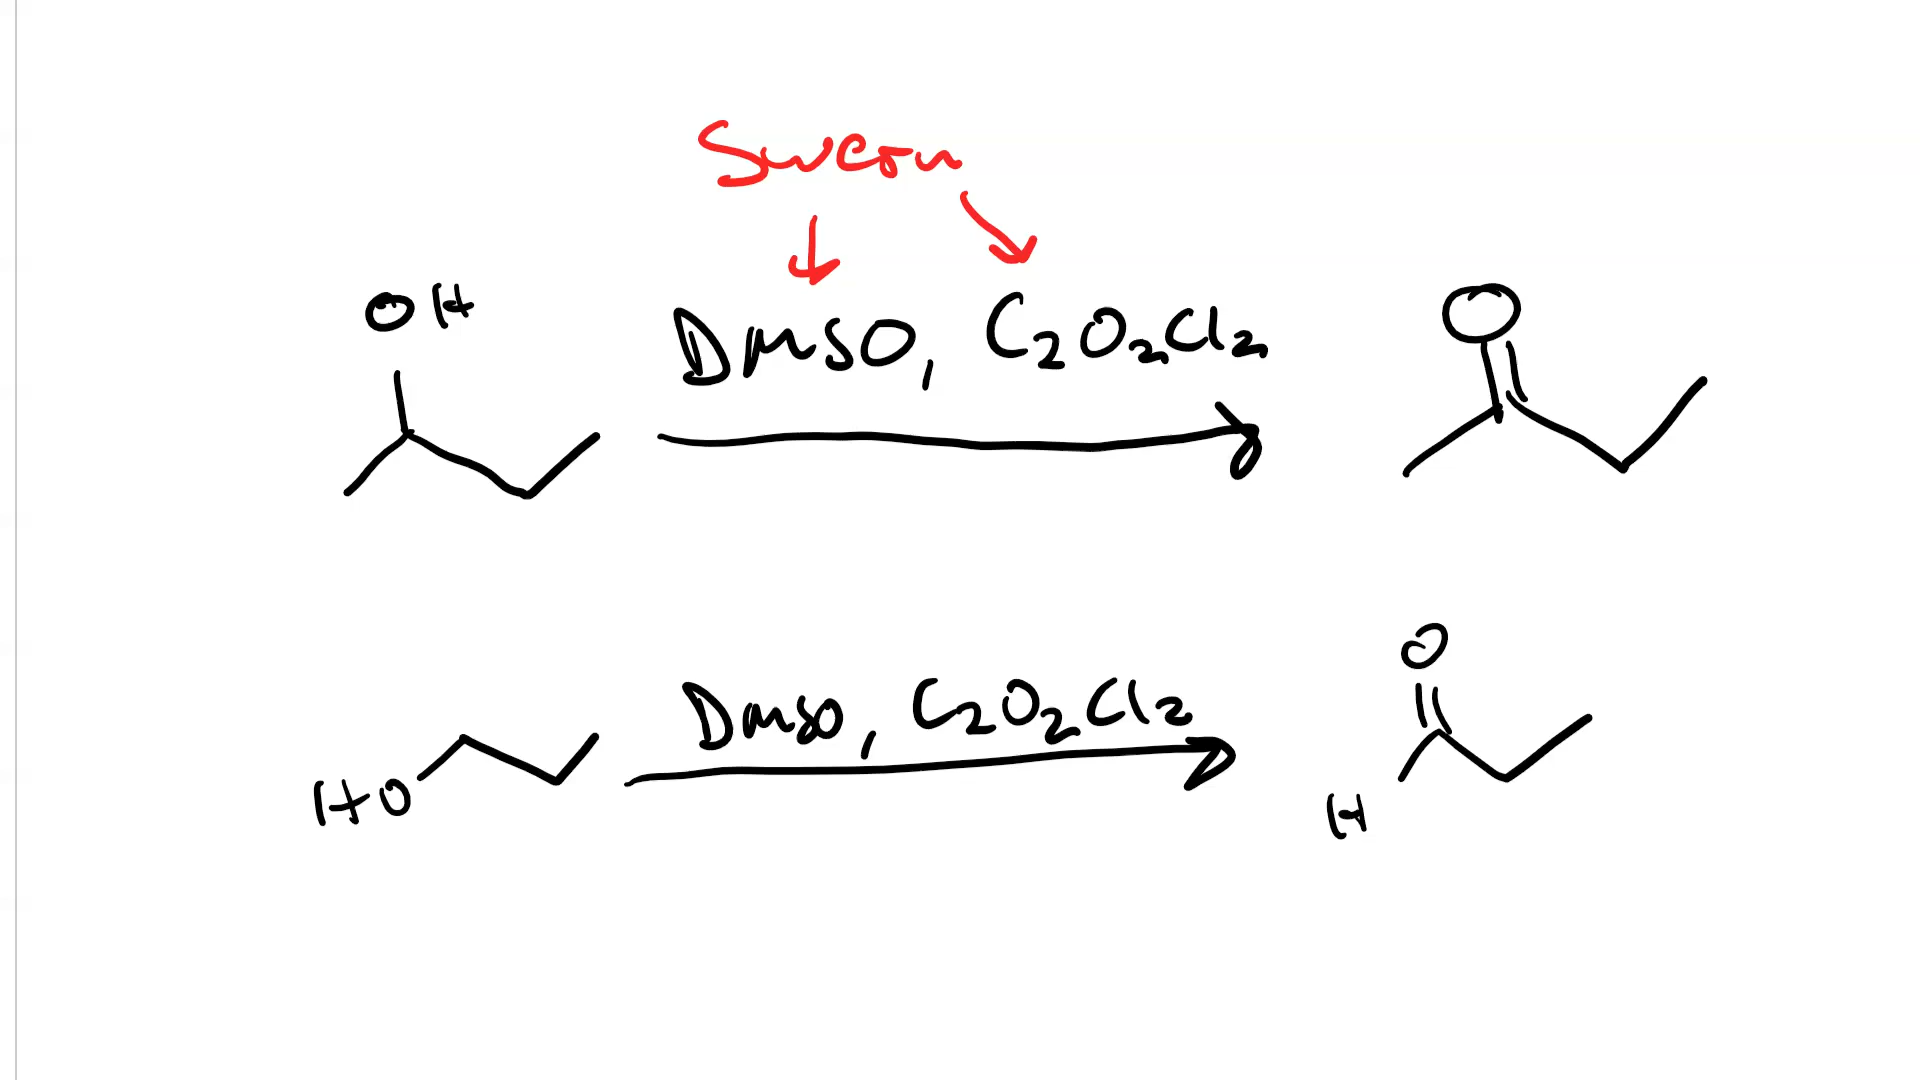 Swern
OH
DMSO, C₂O₂Cl₂
O
O
DMSO, C₂O₂Cl₂
HO
H